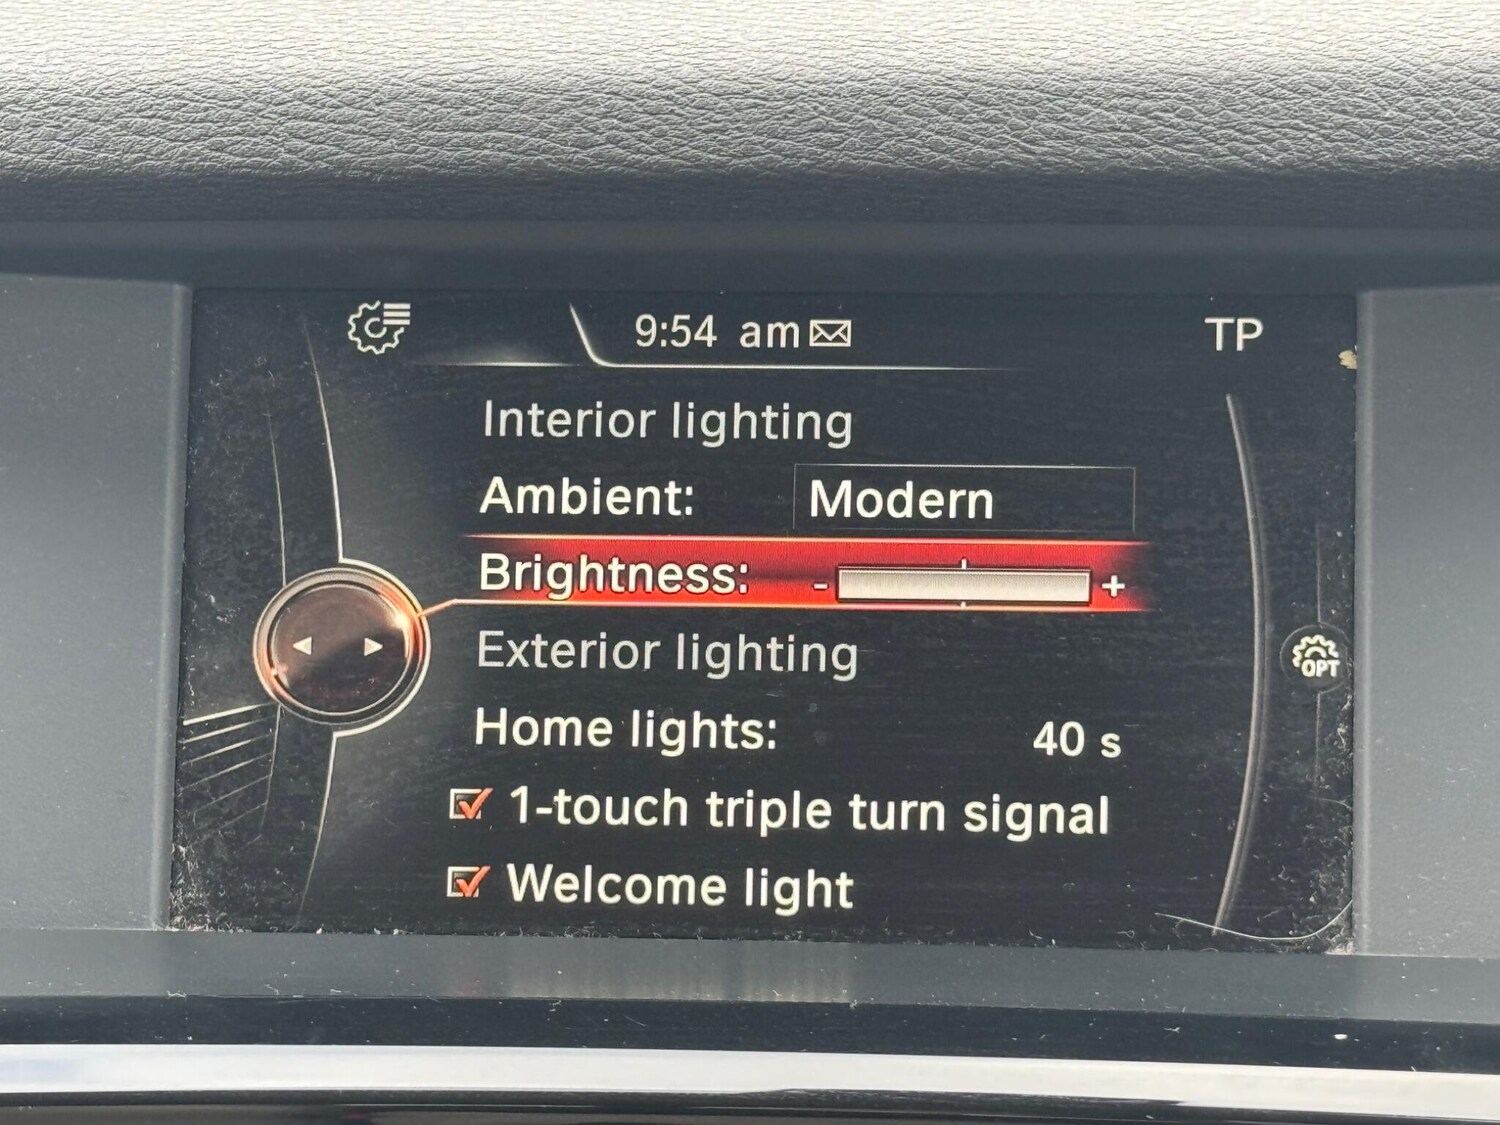 9:54 am
TP
Interior lighting
Ambient: Modern
Brightness: - +
Exterior lighting
OPT
Home lights: 40 s
1-touch triple turn signal
Welcome light